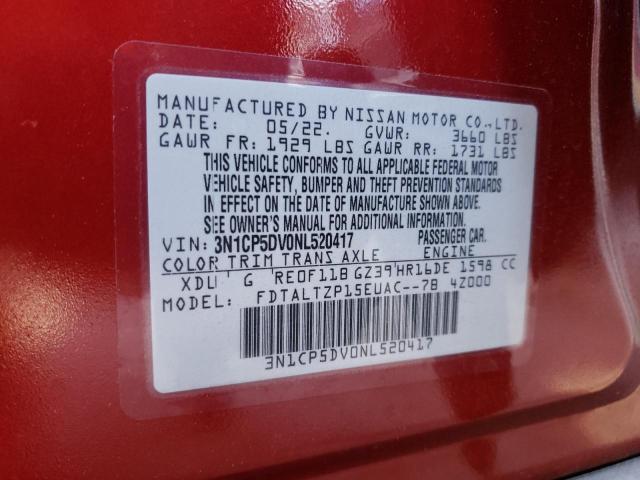 MANUFACTURED BY NISSAN MOTOR CO.,LTD.
DATE: 05/22. GVWR: 3660 LBS
GAWR FR: 1929 LBS GAWR RR: 1731 LBS
THIS VEHICLE CONFORMS TO ALL APPLICABLE FEDERAL MOTOR
VEHICLE SAFETY, BUMPER AND THEFT PREVENTION STANDARDS
IN EFFECT ON THE DATE OF MANUFACTURE SHOWN ABOVE.
SEE OWNER'S MANUAL FOR ADDITIONAL INFORMATION.
VIN: 3N1CP5DV0NL520417 PASSENGER CAR.
COLOR TRIM TRANS AXLE ENGINE
XDU G RE0F11B GZ39 HR16DE 1598 CC
FDTALTZP15EUAC--7B 4Z000
3N1CP5DV0NL520417